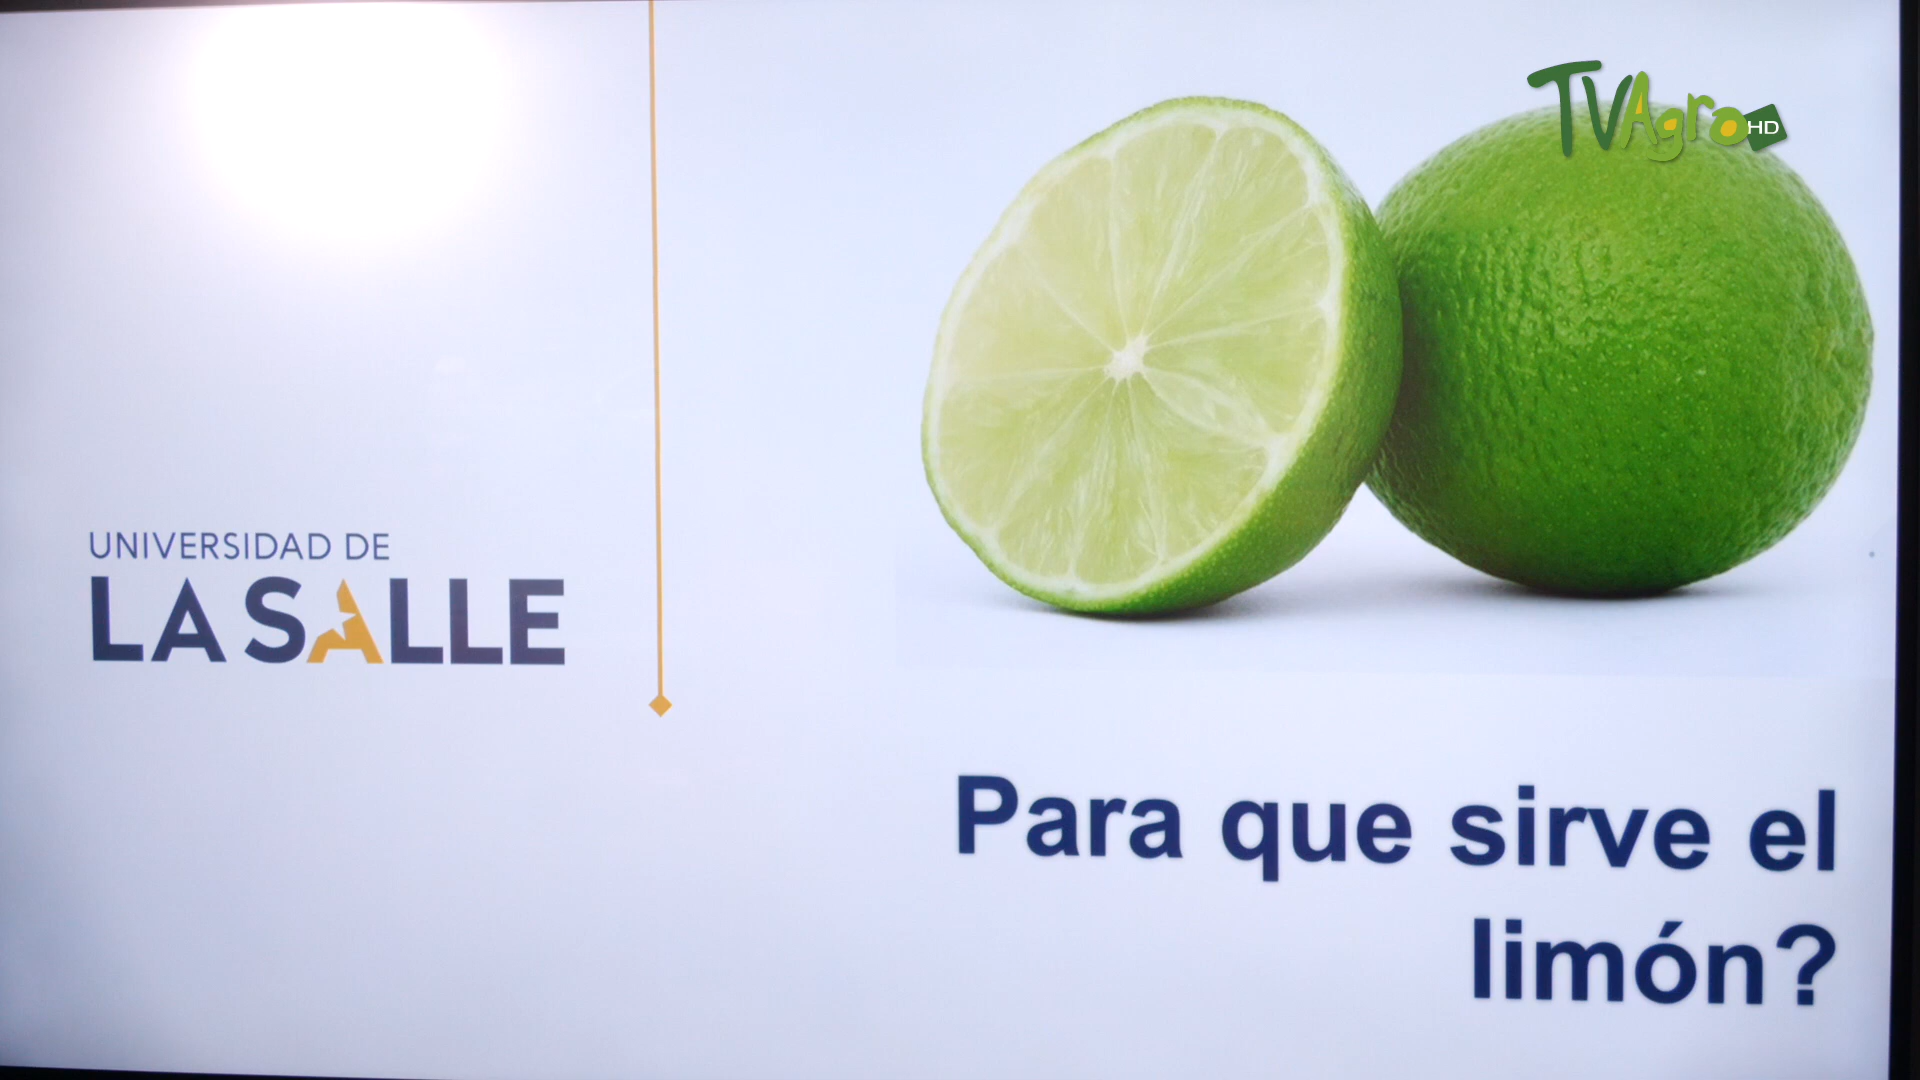 TVAgro HD
UNIVERSIDAD DE
LA SALLE
Para que sirve el
limón?